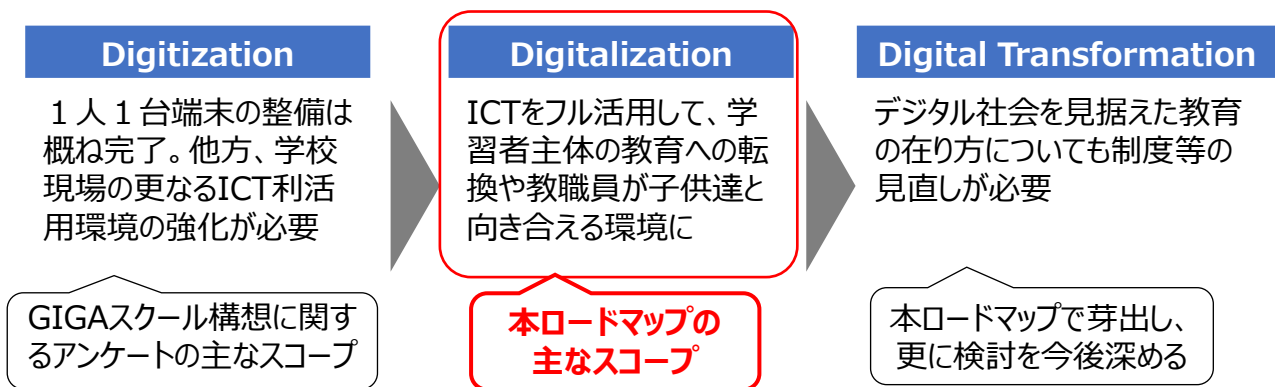 Digitization
１人１台端末の整備は
概ね完了。他方、学校
現場の更なるICT利活
用環境の強化が必要
GIGAスクール構想に関す
るアンケートの主なスコープ
Digitalization
ICTをフル活用して、学
習者主体の教育への転
換や教職員が子供達と
向き合える環境に
本ロードマップの
主なスコープ
Digital Transformation
デジタル社会を見据えた教育
の在り方についても制度等の
見直しが必要
本ロードマップで芽出し、
更に検討を今後深める